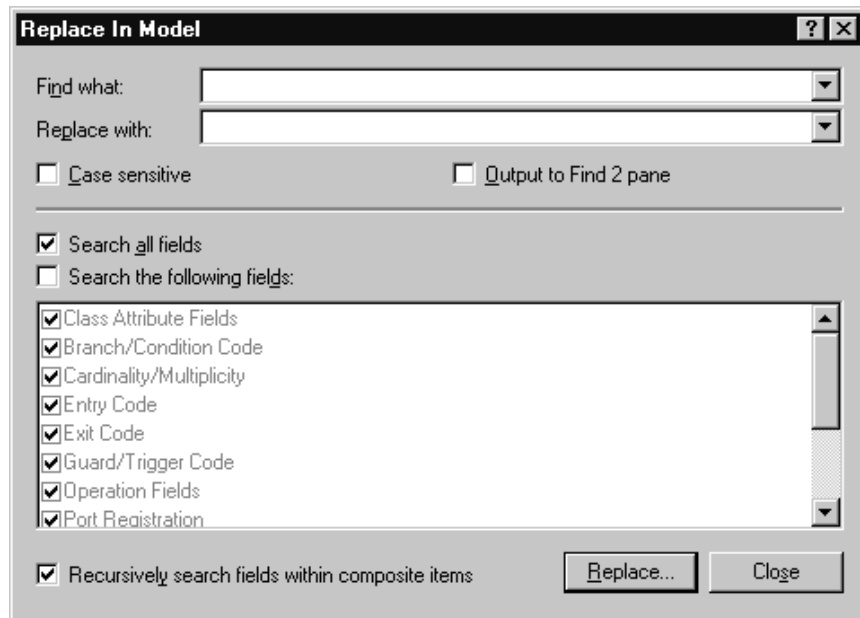 Replace In Model
Find what:
Replace with:
Case sensitive
Output to Find 2 pane
Search all fields
Search the following fields:
Class Attribute Fields
Branch/Condition Code
Cardinality/Multiplicity
Entry Code
Exit Code
Guard/Trigger Code
Operation Fields
Port Registration
Recursively search fields within composite items
Replace...
Close